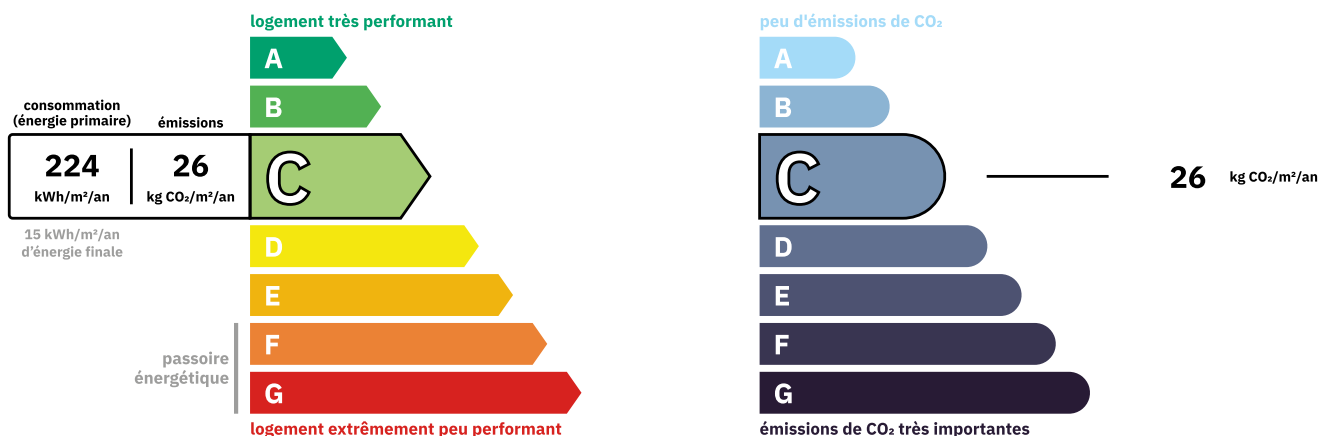 logement très performant
A
B
consommation
(énergie primaire)
émissions
224
kWh/m²/an
26
kg CO₂/m²/an
C
15 kWh/m²/an
d'énergie finale
D
E
F
passoire
énergétique
G
logement extrêmement peu performant
peu d'émissions de CO₂
A
B
C
26 kg CO₂/m²/an
D
E
F
G
émissions de CO₂ très importantes